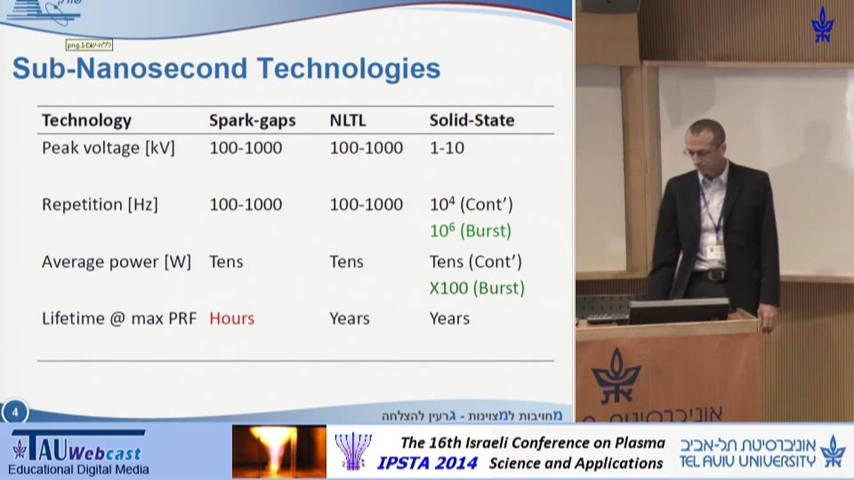 Sub-Nanosecond Technologies
Technology Spark-gaps NLTL Solid-State
Peak voltage [kV] 100-1000 100-1000 1-10
Repetition [Hz] 100-1000 100-1000 10⁴ (Cont')
10⁶ (Burst)
Average power [W] Tens Tens Tens (Cont')
X100 (Burst)
Lifetime @ max PRF Hours Years Years
4
מחויבות למצוינות - גרעין להצלחה
אוניברסיטת
TAU Webcast
Educational Digital Media
The 16th Israeli Conference on Plasma
IPSTA 2014 Science and Applications
אוניברסיטת תל-אביב
TEL AVIV UNIVERSITY